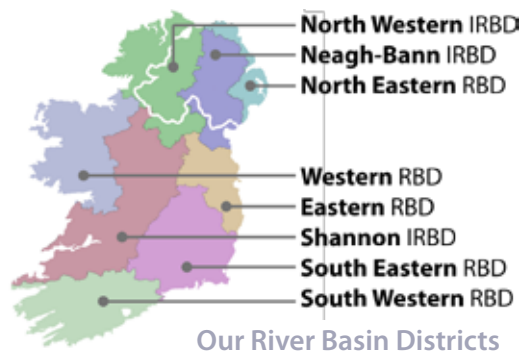 North Western IRBD
Neagh-Bann IRBD
North Eastern RBD
Western RBD
Eastern RBD
Shannon IRBD
South Eastern RBD
South Western RBD
Our River Basin Districts